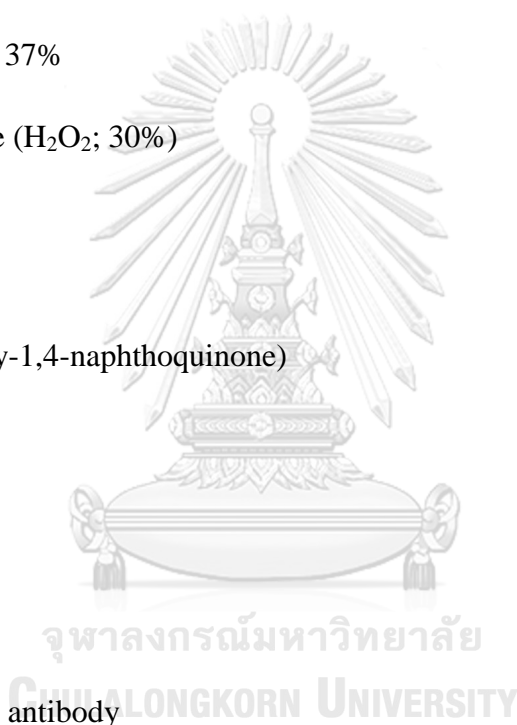 37%
e (H₂O₂; 30%)
y-1,4-naphthoquinone)
จุฬาลงกรณ์มหาวิทยาลัย
CHULALONGKORN UNIVERSITY
antibody